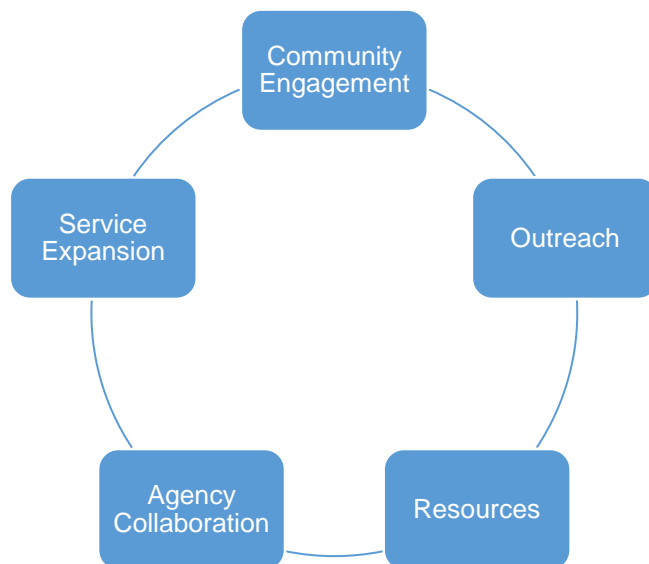 Community
Engagement
Outreach
Resources
Agency
Collaboration
Service
Expansion